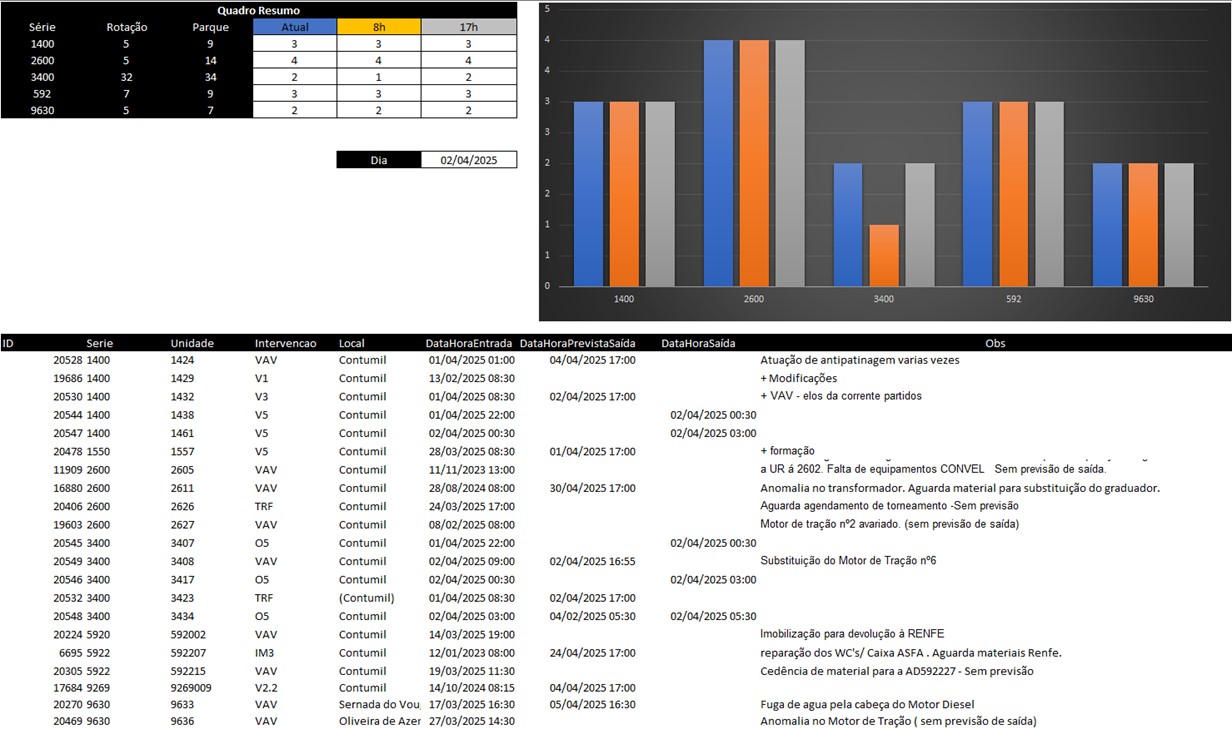 Quadro Resumo
Série Rotação Parque Atual 8h 17h
1400 5 9 3 3 3
2600 5 14 4 4 4
3400 32 34 2 1 2
592 7 9 3 3 3
9630 5 7 2 2 2
Dia 02/04/2025
5
4
4
3
3
2
2
1
1
0
1400 2600 3400 592 9630
ID Serie Unidade Intervencao Local DataHoraEntrada DataHoraPrevistaSaída DataHoraSaída Obs
20528 1400 1424 VAV Contumil 01/04/2025 01:00 04/04/2025 17:00 Atuação de antipatinagem varias vezes
19686 1400 1429 V1 Contumil 13/02/2025 08:30 + Modificações
20530 1400 1432 V3 Contumil 01/04/2025 08:30 02/04/2025 17:00 + VAV - elos da corrente partidos
20544 1400 1438 V5 Contumil 01/04/2025 22:00 02/04/2025 00:30
20547 1400 1461 V5 Contumil 02/04/2025 00:30 02/04/2025 03:00
20478 1550 1557 V5 Contumil 28/03/2025 08:30 01/04/2025 17:00 + formação
11909 2600 2605 VAV Contumil 11/11/2023 13:00 a UR á 2602. Falta de equipamentos CONVEL Sem previsão de saída.
16880 2600 2611 VAV Contumil 28/08/2024 08:00 30/04/2025 17:00 Anomalia no transformador. Aguarda material para substituição do graduador.
20406 2600 2626 TRF Contumil 24/03/2025 17:00 Aguarda agendamento de torneamento -Sem previsão
19603 2600 2627 VAV Contumil 08/02/2025 08:00 Motor de tração nº2 avariado. (sem previsão de saída)
20545 3400 3407 O5 Contumil 01/04/2025 22:00 02/04/2025 00:30
20549 3400 3408 VAV Contumil 02/04/2025 09:00 02/04/2025 16:55 Substituição do Motor de Tração nº6
20546 3400 3417 O5 Contumil 02/04/2025 00:30 02/04/2025 03:00
20532 3400 3423 TRF (Contumil) 01/04/2025 08:30 02/04/2025 17:00
20548 3400 3434 O5 Contumil 02/04/2025 03:00 04/02/2025 05:30 02/04/2025 05:30
20224 5920 592002 VAV Contumil 14/03/2025 19:00 Imobilização para devolução à RENFE
6695 5922 592207 IM3 Contumil 12/01/2023 08:00 24/04/2025 17:00 reparação dos WC's/ Caixa ASFA . Aguarda materiais Renfe.
20305 5922 592215 VAV Contumil 19/03/2025 11:30 Cedência de material para a AD592227 - Sem previsão
17684 9269 9269009 V2.2 Contumil 14/10/2024 08:15 04/04/2025 17:00
20270 9630 9633 VAV Sernada do Vou 17/03/2025 16:30 05/04/2025 16:30 Fuga de agua pela cabeça do Motor Diesel
20469 9630 9636 VAV Oliveira de Azer 27/03/2025 14:30 Anomalia no Motor de Tração ( sem previsão de saída)